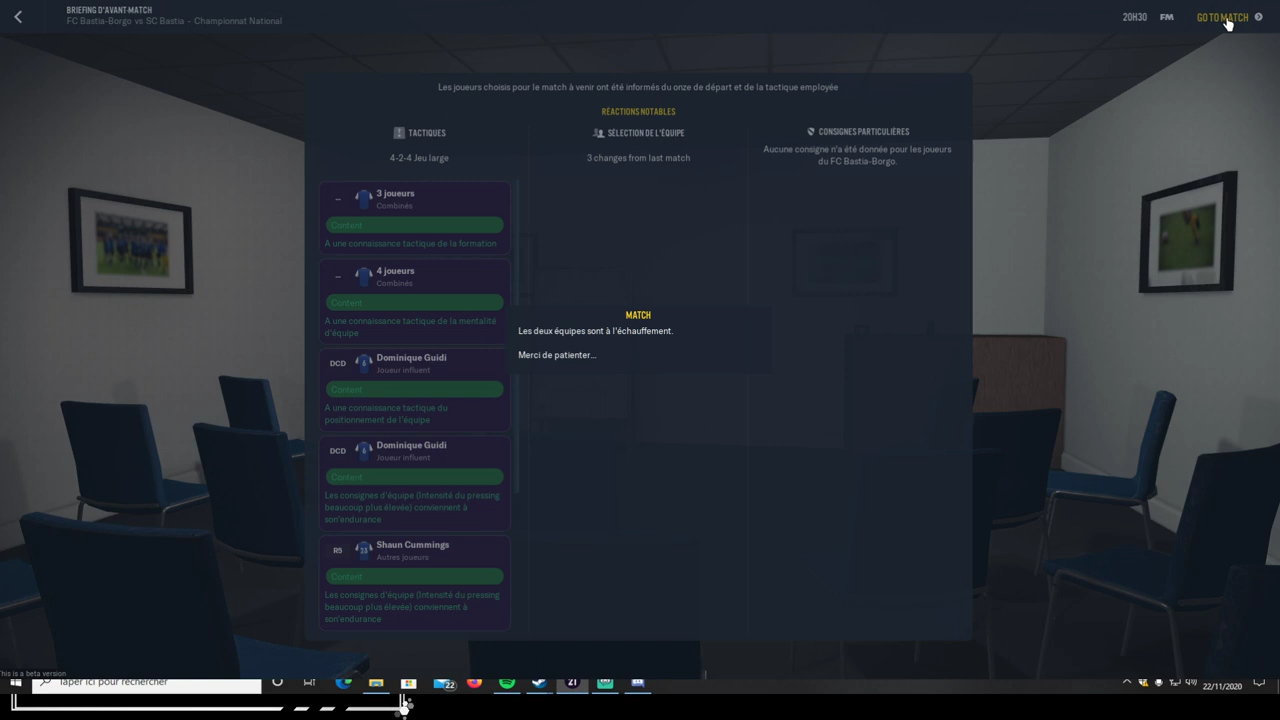 BRIEFING D'AVANT-MATCH
FC Bastia-Borgo vs SC Bastia - Championnat National
20H30 FM GO TO MATCH
Les joueurs choisis pour le match à venir ont été informés du onze de départ et de la tactique employée
RÉACTIONS NOTABLES
TACTIQUES
4-2-4 Jeu large
SÉLECTION DE L'ÉQUIPE
3 changes from last match
CONSIGNES PARTICULIÈRES
Aucune consigne n'a été donnée pour les joueurs
du FC Bastia-Borgo.
-- 3 joueurs
Combinés
Content
A une connaissance tactique de la formation
-- 4 joueurs
Combinés
Content
A une connaissance tactique de la mentalité
d'équipe
DCD 6 Dominique Guidi
Joueur influent
Content
A une connaissance tactique du
positionnement de l'équipe
DCD 6 Dominique Guidi
Joueur influent
Content
Les consignes d'équipe (Intensité du pressing
beaucoup plus élevée) conviennent à
son'endurance
R5 Shaun Cummings
Autres joueurs
Content
Les consignes d'équipe (Intensité du pressing
beaucoup plus élevée) conviennent à
son'endurance
MATCH
Les deux équipes sont à l'échauffement.
Merci de patienter...
This is a beta version
Taper ici pour rechercher
22
21
22/11/2020